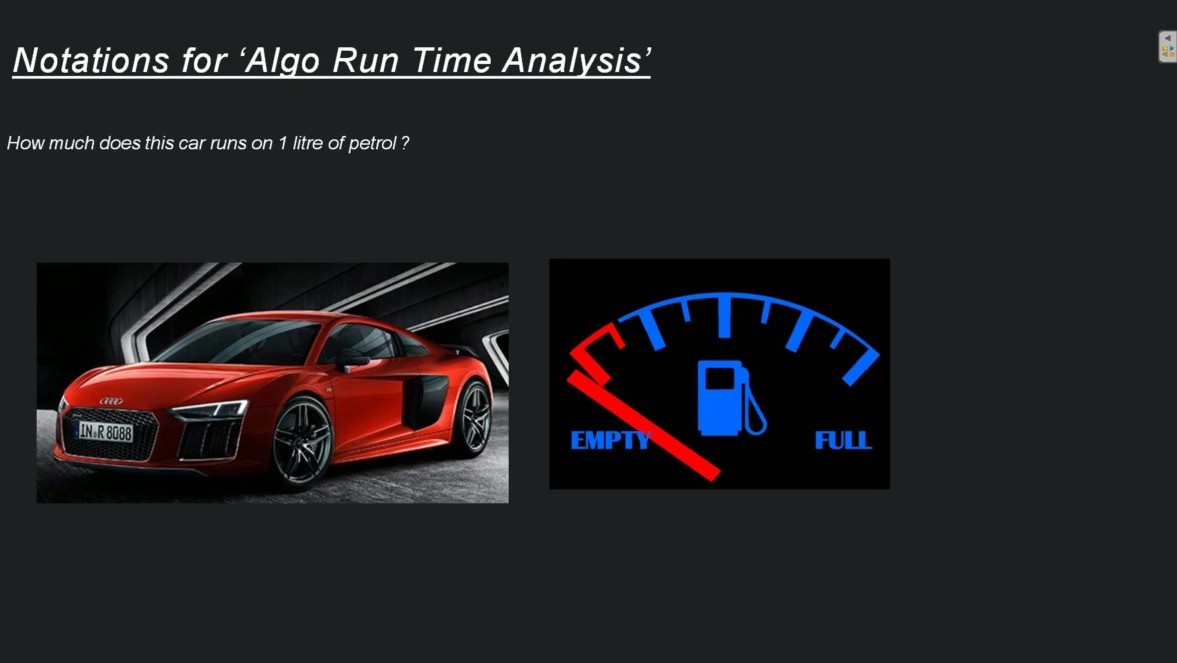 Notations for ‘Algo Run Time Analysis’
How much does this car runs on 1 litre of petrol ?
IN R 8088
EMPTY
FULL